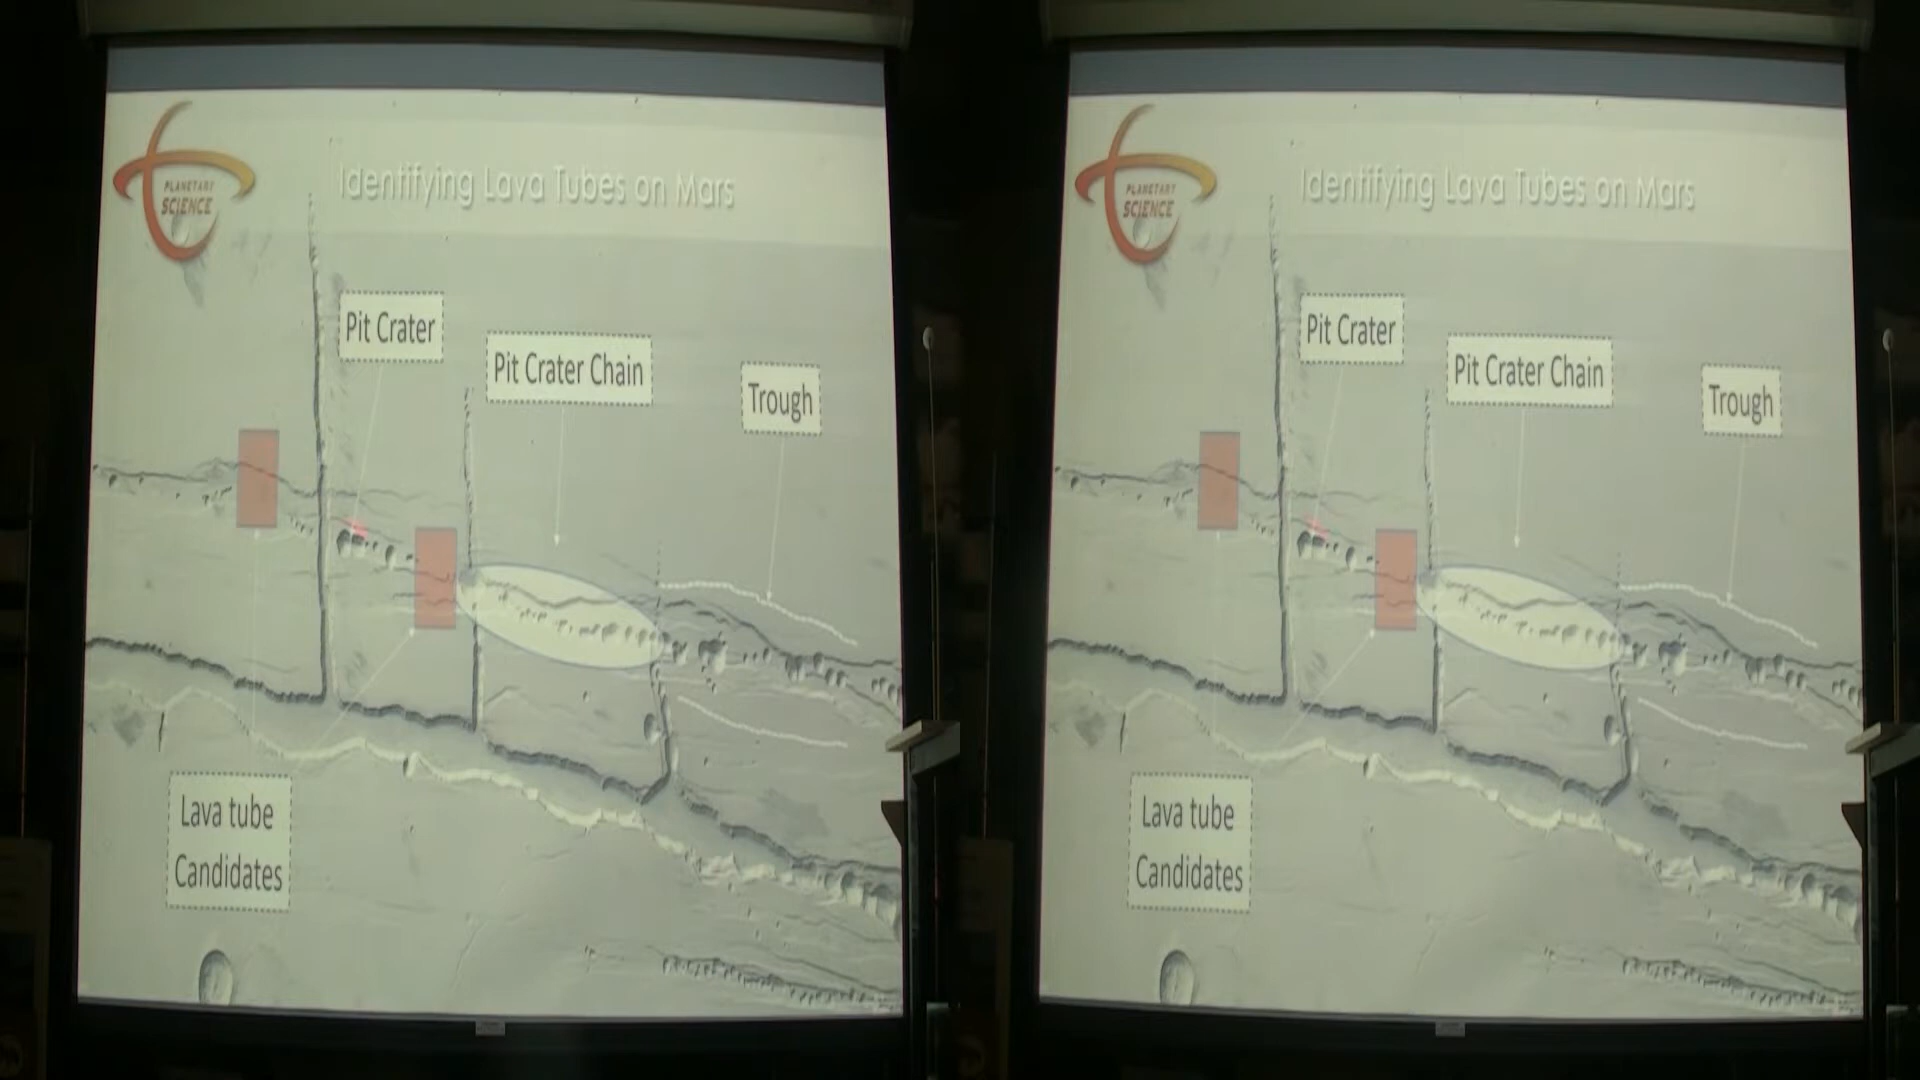 PLANETARY
SCIENCE
Identifying Lava Tubes on Mars
Pit Crater
Pit Crater Chain
Trough
Lava tube
Candidates
PLANETARY
SCIENCE
Identifying Lava Tubes on Mars
Pit Crater
Pit Crater Chain
Trough
Lava tube
Candidates